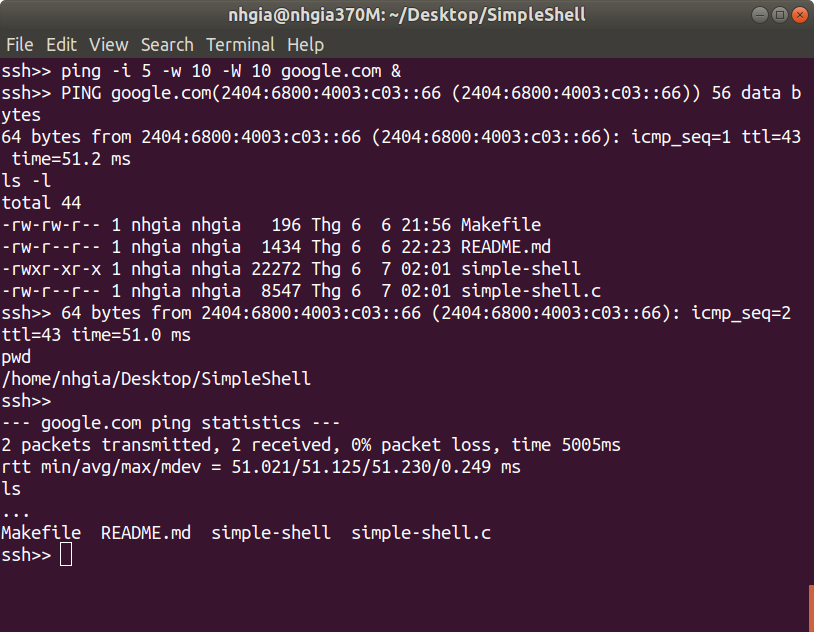 nhgia@nhgia370M: ~/Desktop/SimpleShell
File Edit View Search Terminal Help
ssh>> ping -i 5 -w 10 -W 10 google.com &
ssh>> PING google.com(2404:6800:4003:c03::66 (2404:6800:4003:c03::66)) 56 data b
ytes
64 bytes from 2404:6800:4003:c03::66 (2404:6800:4003:c03::66): icmp_seq=1 ttl=43
 time=51.2 ms
ls -l
total 44
-rw-rw-r-- 1 nhgia nhgia   196 Thg 6  6 21:56 Makefile
-rw-r--r-- 1 nhgia nhgia  1434 Thg 6  6 22:23 README.md
-rwxr-xr-x 1 nhgia nhgia 22272 Thg 6  7 02:01 simple-shell
-rw-r--r-- 1 nhgia nhgia  8547 Thg 6  7 02:01 simple-shell.c
ssh>> 64 bytes from 2404:6800:4003:c03::66 (2404:6800:4003:c03::66): icmp_seq=2
ttl=43 time=51.0 ms
pwd
/home/nhgia/Desktop/SimpleShell
ssh>>
--- google.com ping statistics ---
2 packets transmitted, 2 received, 0% packet loss, time 5005ms
rtt min/avg/max/mdev = 51.021/51.125/51.230/0.249 ms
ls
...
Makefile  README.md  simple-shell  simple-shell.c
ssh>>